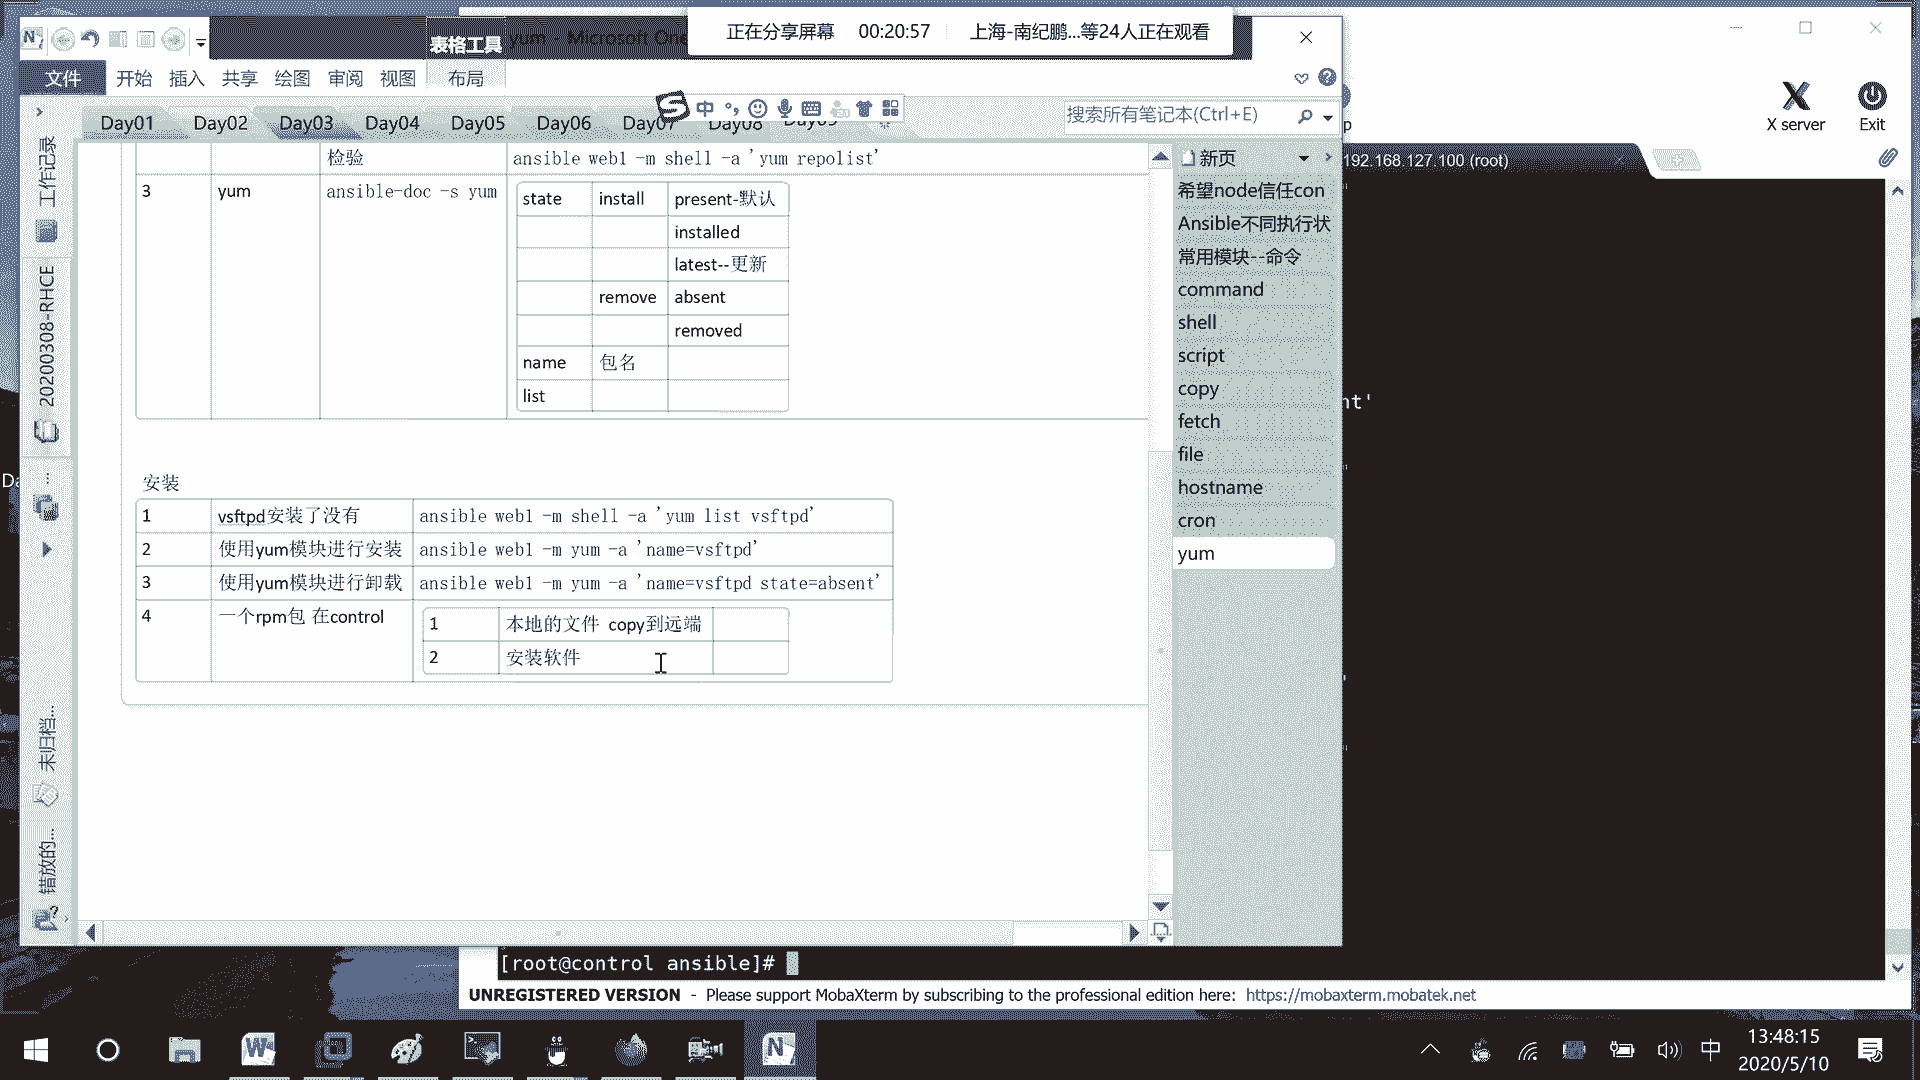 正在分享屏幕 00:20:57 上海-南纪鹏...等24人正在观看
表格工具 yum - Microsoft One
文件 开始 插入 共享 绘图 审阅 视图 布局
中
X server Exit
Day01 Day02 Day03 Day04 Day05 Day06 Day07 Day08 Day09
搜索所有笔记本(Ctrl+E)
192.168.127.100 (root)
工作记录
20200308-RHCE
未归档...
错放的...
检验 ansible web1 -m shell -a 'yum repolist'
3 yum ansible-doc -s yum state install present-默认
installed
latest--更新
remove absent
removed
name 包名
list
安装
1 vsftpd安装了没有 ansible web1 -m shell -a 'yum list vsftpd'
2 使用yum模块进行安装 ansible web1 -m yum -a 'name=vsftpd'
3 使用yum模块进行卸载 ansible web1 -m yum -a 'name=vsftpd state=absent'
4 一个rpm包 在control 1 本地的文件 copy到远端
2 安装软件
新页
希望node信任con
Ansible不同执行状
常用模块--命令
command
shell
script
copy
fetch
file
hostname
cron
yum
nt'
[root@control ansible]#
UNREGISTERED VERSION - Please support MobaXterm by subscribing to the professional edition here: https://mobaxterm.mobatek.net
中 13:48:15
2020/5/10